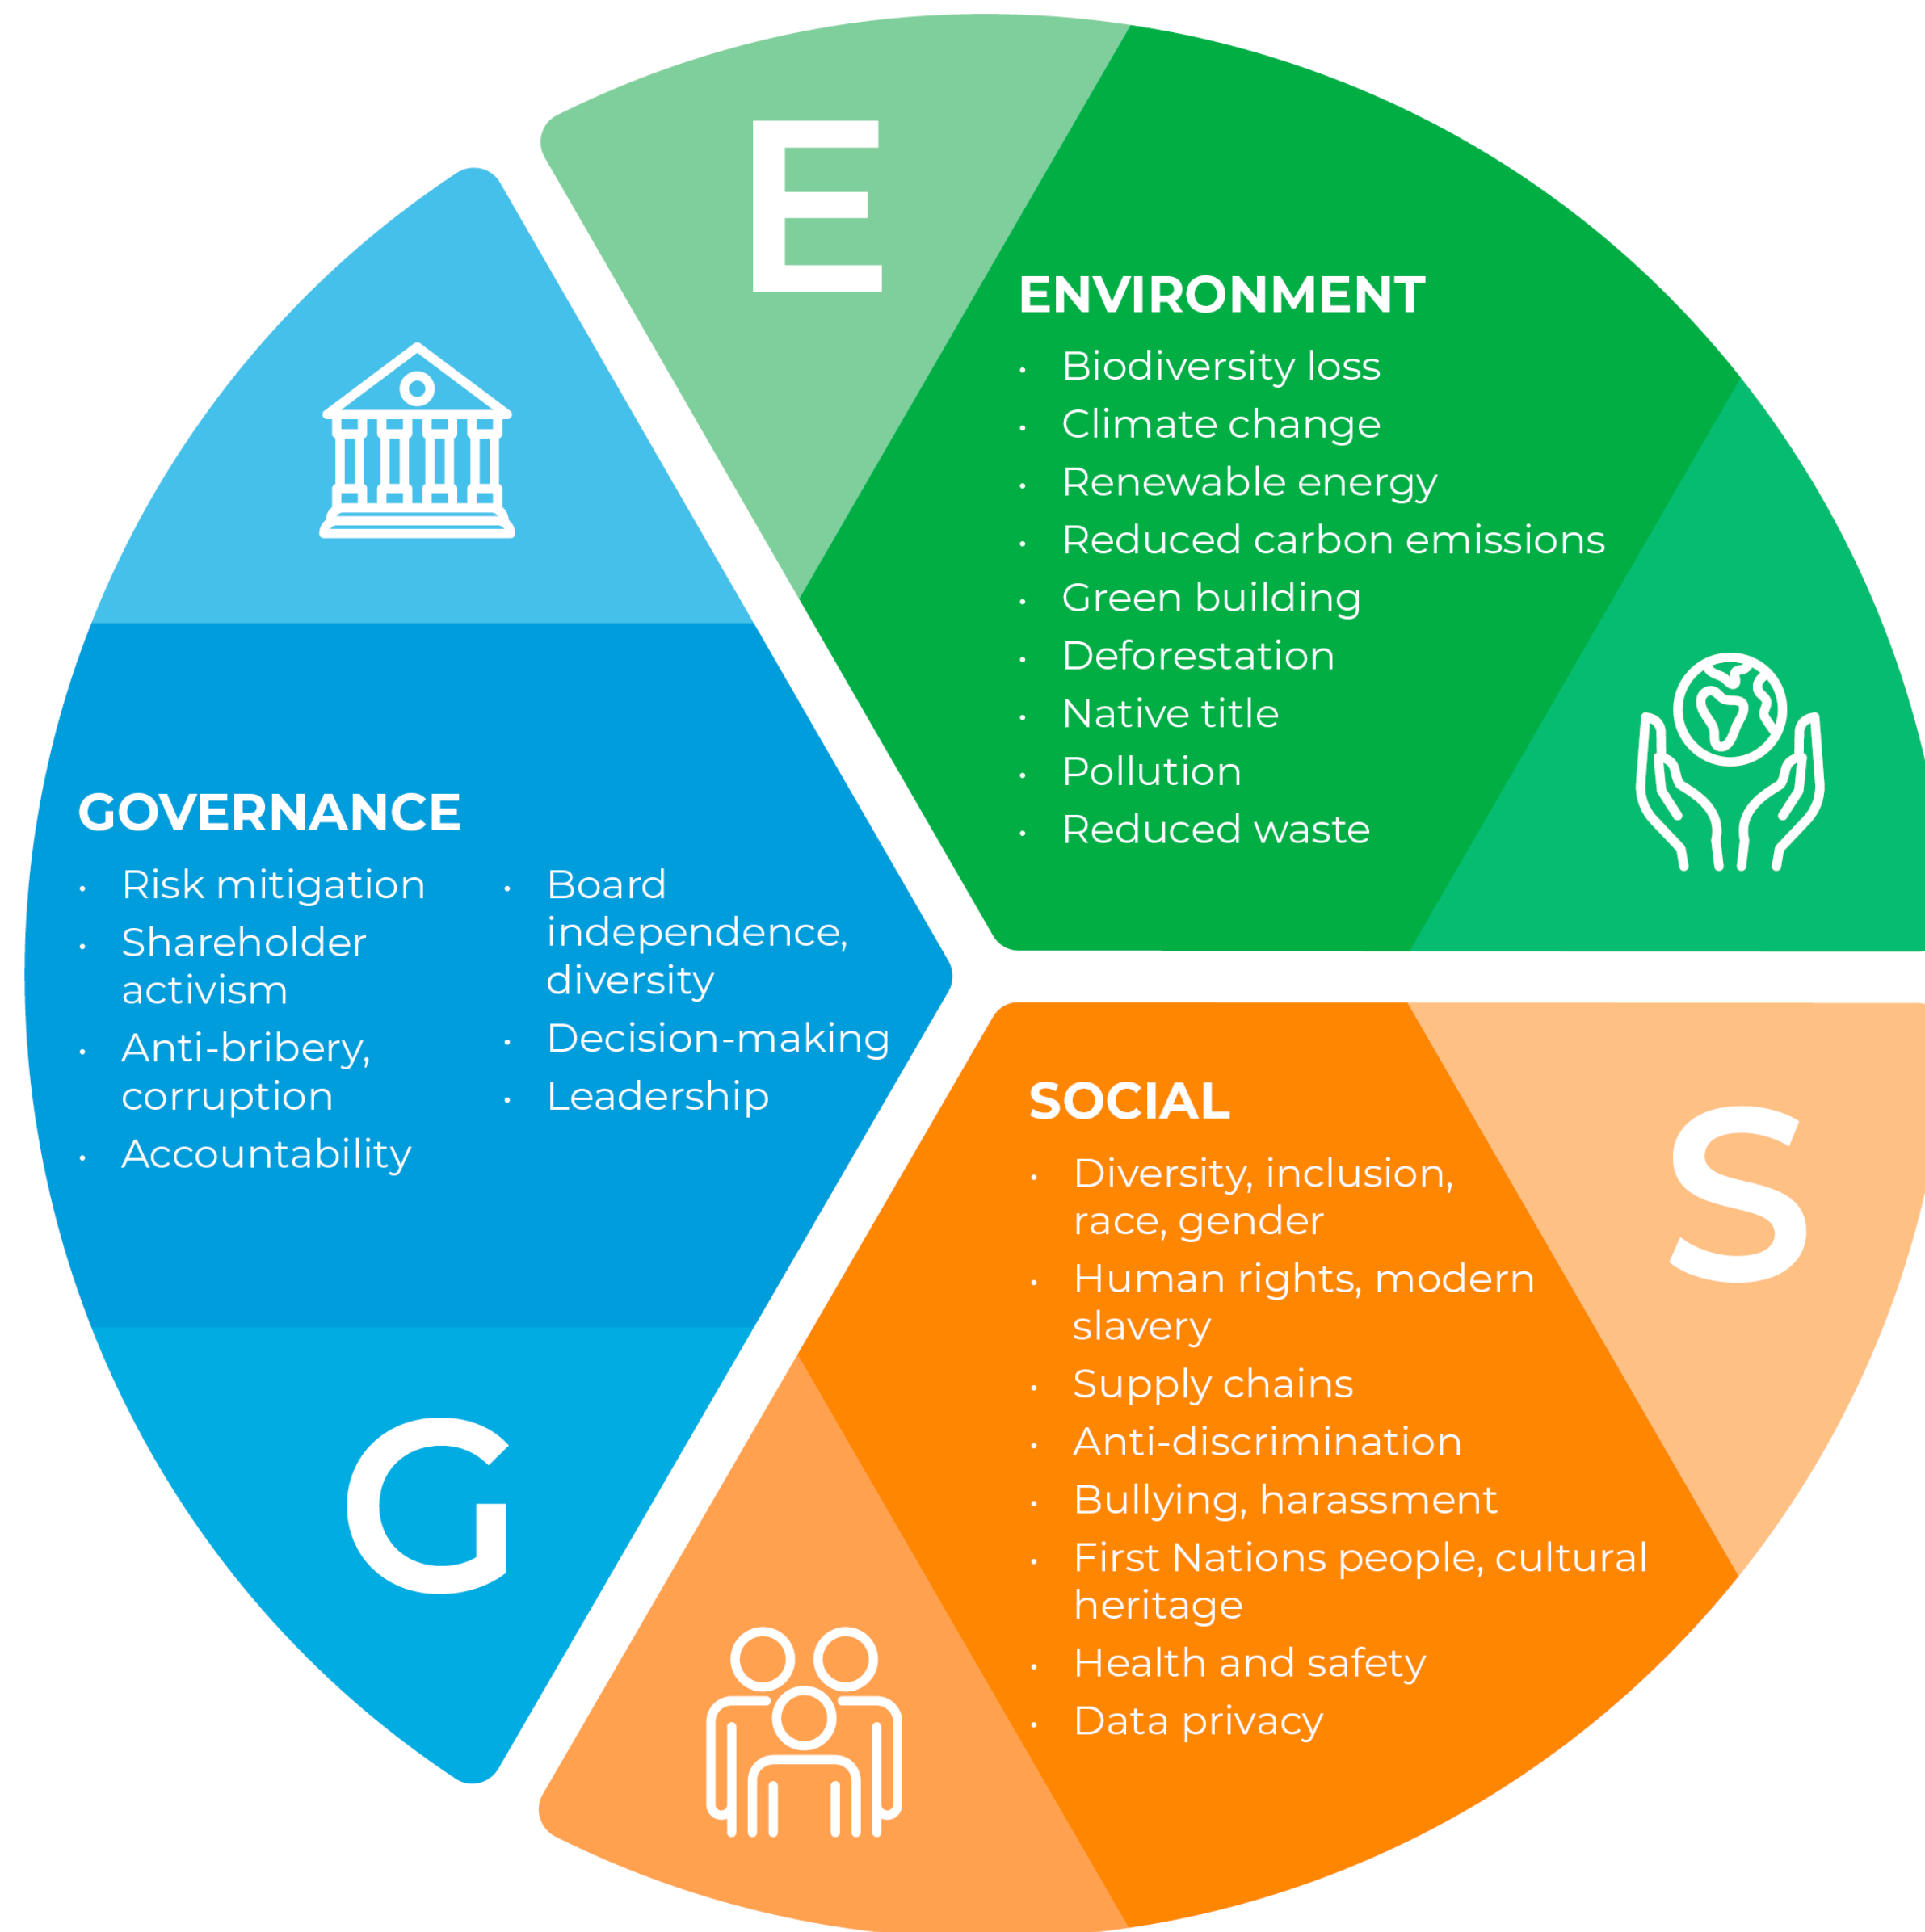 E
ENVIRONMENT
• Biodiversity loss
• Climate change
• Renewable energy
• Reduced carbon emissions
• Green building
• Deforestation
• Native title
• Pollution
• Reduced waste
GOVERNANCE
• Risk mitigation
• Shareholder
activism
• Anti-bribery,
corruption
• Accountability
• Board
independence,
diversity
• Decision-making
• Leadership
G
SOCIAL
• Diversity, inclusion,
race, gender
• Human rights, modern
slavery
• Supply chains
• Anti-discrimination
• Bullying, harassment
• First Nations people, cultural
heritage
• Health and safety
• Data privacy
S